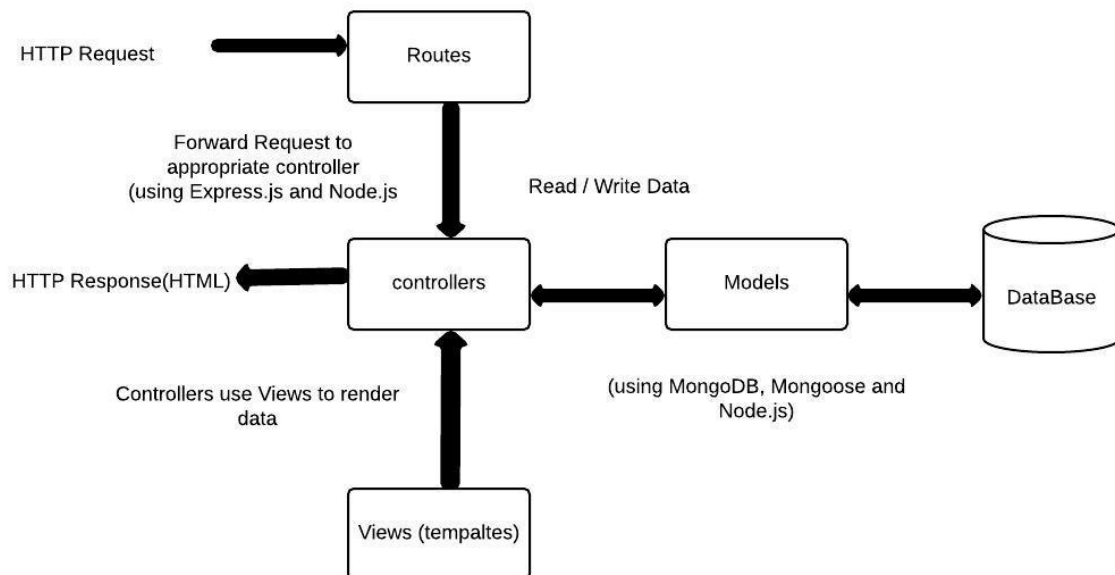 HTTP Request
Routes
Forward Request to
appropriate controller
(using Express.js and Node.js
Read / Write Data
HTTP Response(HTML)
controllers
Models
DataBase
Controllers use Views to render
data
(using MongoDB, Mongoose and
Node.js)
Views (tempaltes)